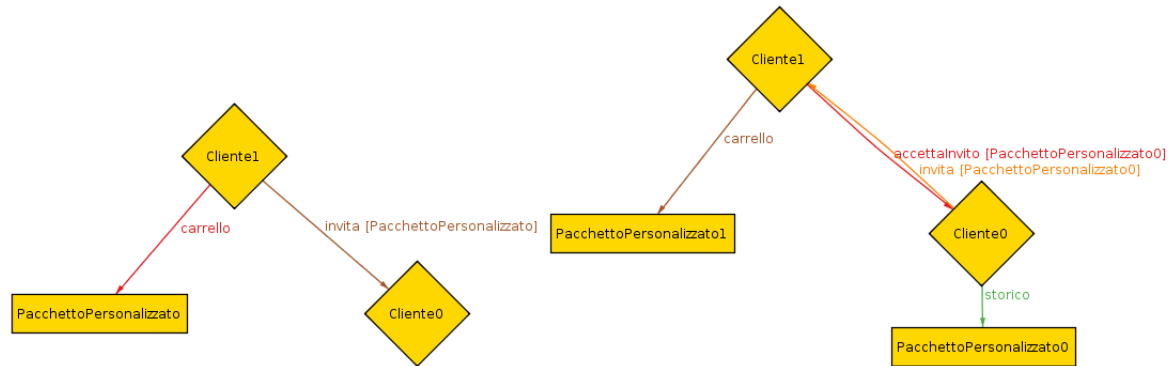 Cliente1
carrello
invita [PacchettoPersonalizzato]
PacchettoPersonalizzato
Cliente0
Cliente1
carrello
accettaInvito [PacchettoPersonalizzato0]
invita [PacchettoPersonalizzato0]
PacchettoPersonalizzato1
Cliente0
storico
PacchettoPersonalizzato0